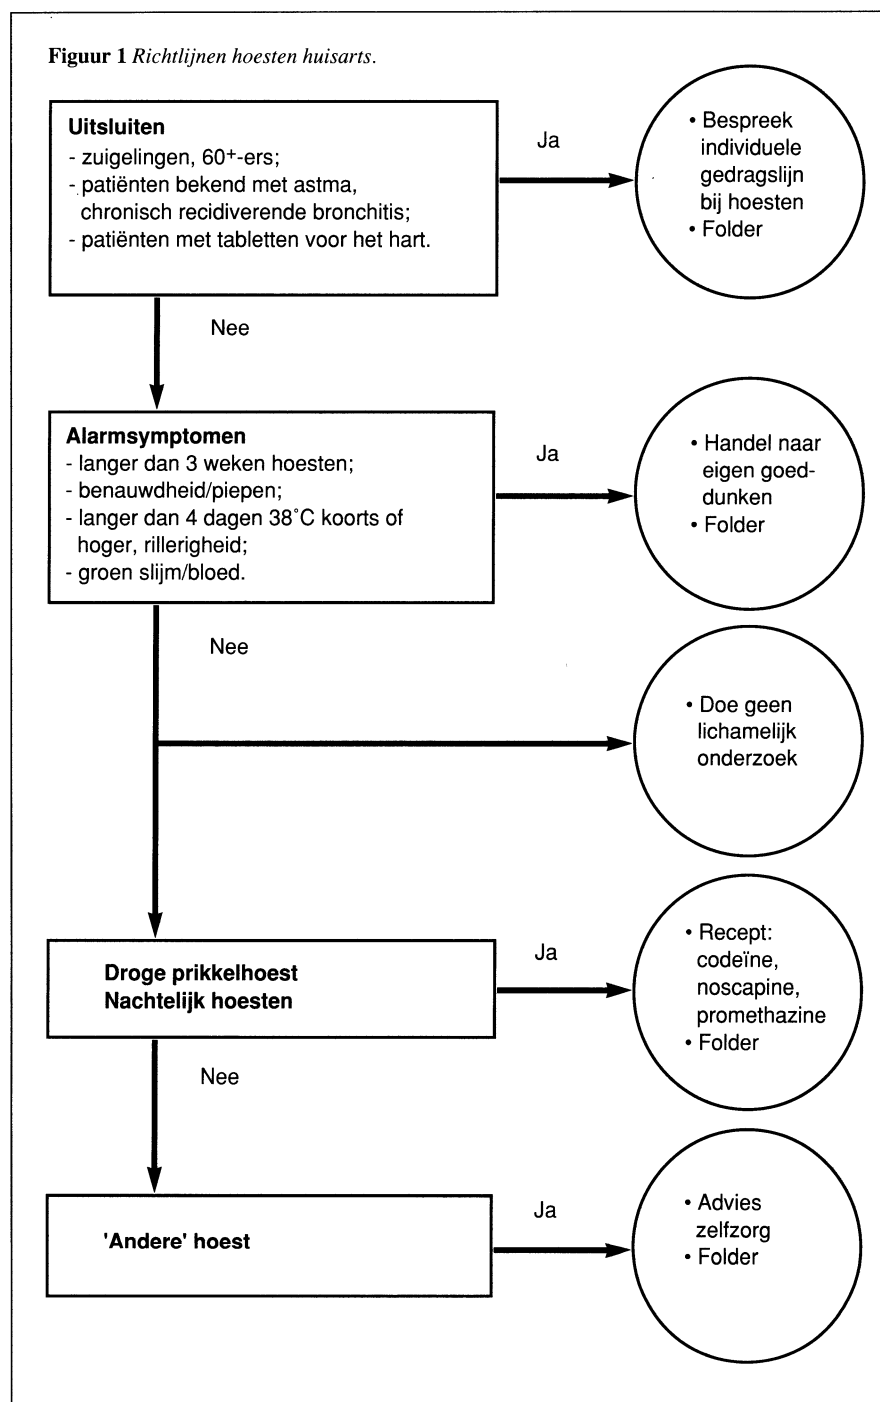 Figuur 1 Richtlijnen hoesten huisarts.
Uitsluiten
- zuigelingen, 60+-ers;
- patiënten bekend met astma,
chronisch recidiverende bronchitis;
- patiënten met tabletten voor het hart.
Ja
• Bespreek
individuele
gedragslijn
bij hoesten
• Folder
Nee
Alarmsymptomen
- langer dan 3 weken hoesten;
- benauwdheid/piepen;
- langer dan 4 dagen 38°C koorts of
hoger, rillerigheid;
- groen slijm/bloed.
Ja
• Handel naar
eigen goed-
dunken
• Folder
Nee
• Doe geen
lichamelijk
onderzoek
Droge prikkelhoest
Nachtelijk hoesten
Ja
• Recept:
codeïne,
noscapine,
promethazine
• Folder
Nee
'Andere' hoest
Ja
• Advies
zelfzorg
• Folder